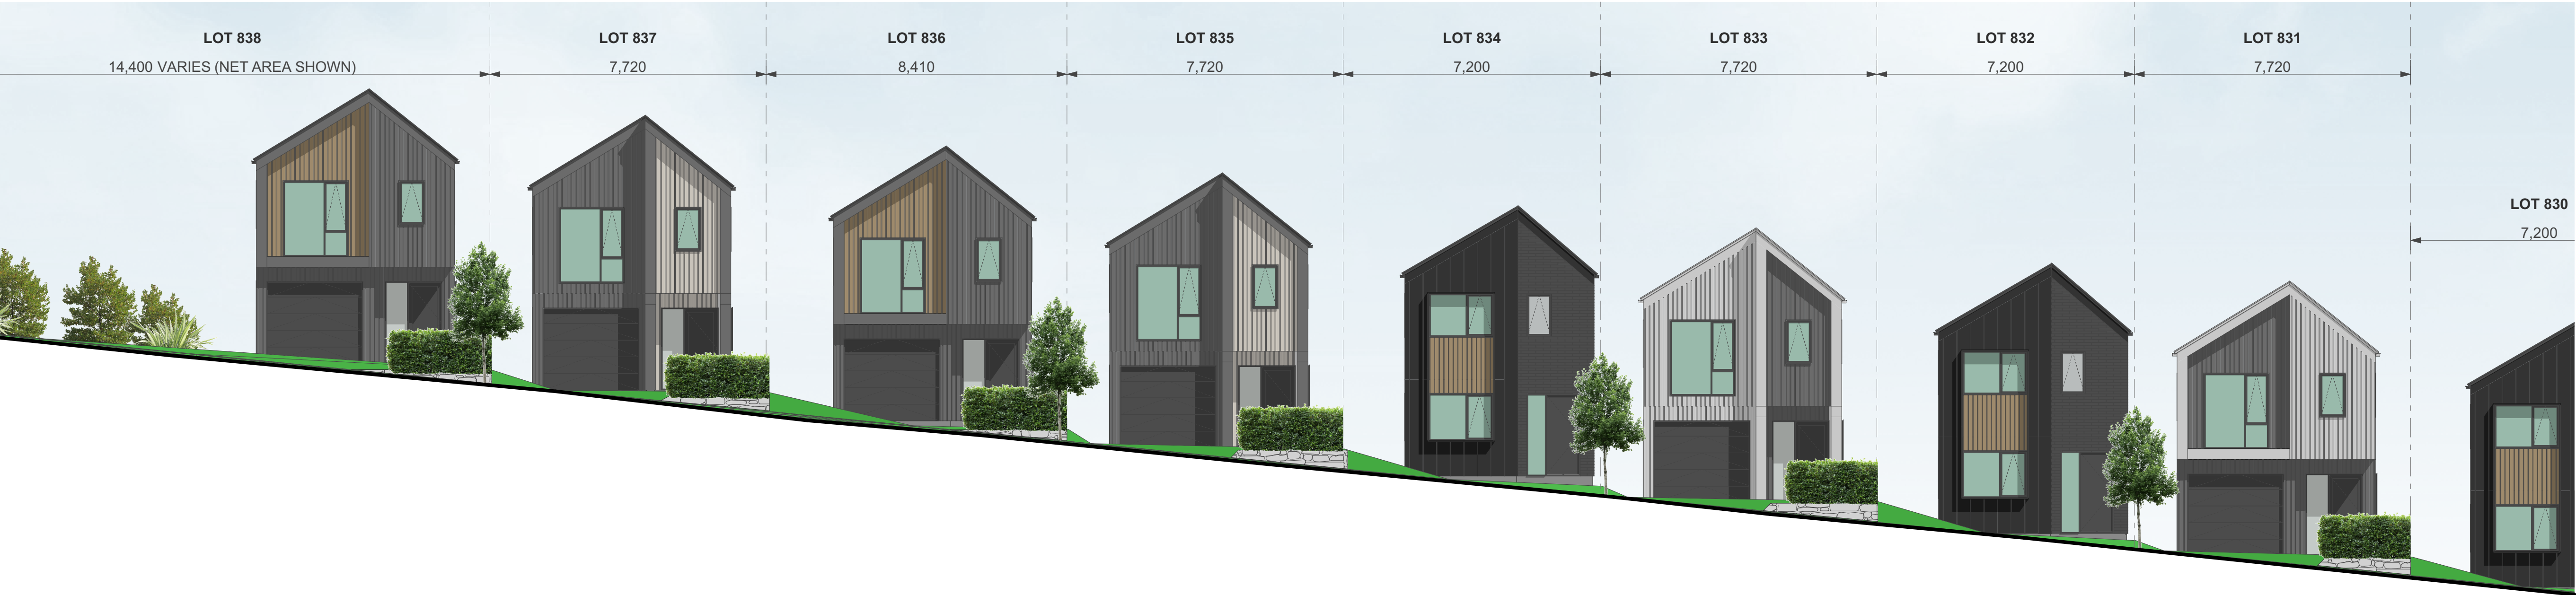 LOT 838
14,400 VARIES (NET AREA SHOWN)
LOT 837
7,720
LOT 836
8,410
LOT 835
7,720
LOT 834
7,200
LOT 833
7,720
LOT 832
7,200
LOT 831
7,720
LOT 830
7,200